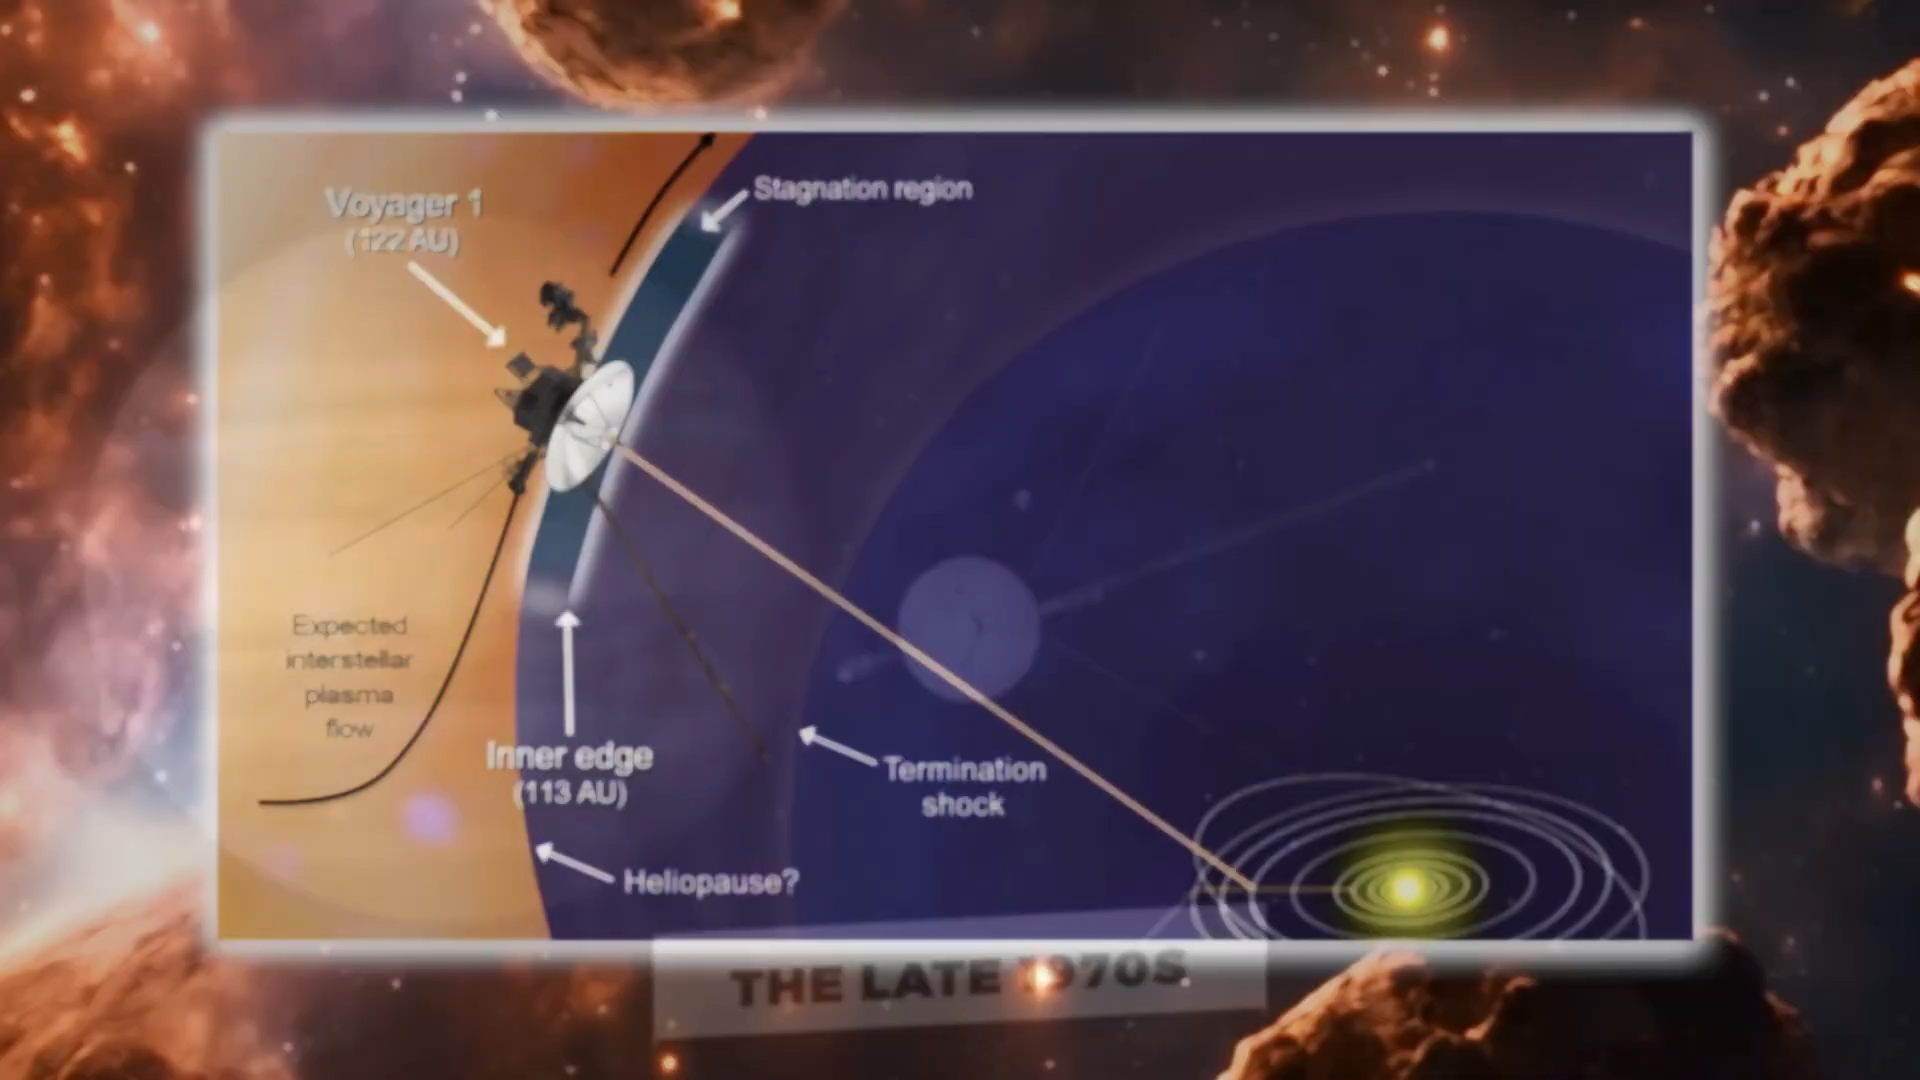 Voyager 1
(122 AU)
Stagnation region
Expected
interstellar
plasma
flow
Inner edge
(113 AU)
Termination
shock
Heliopause?
THE LATE 1970S